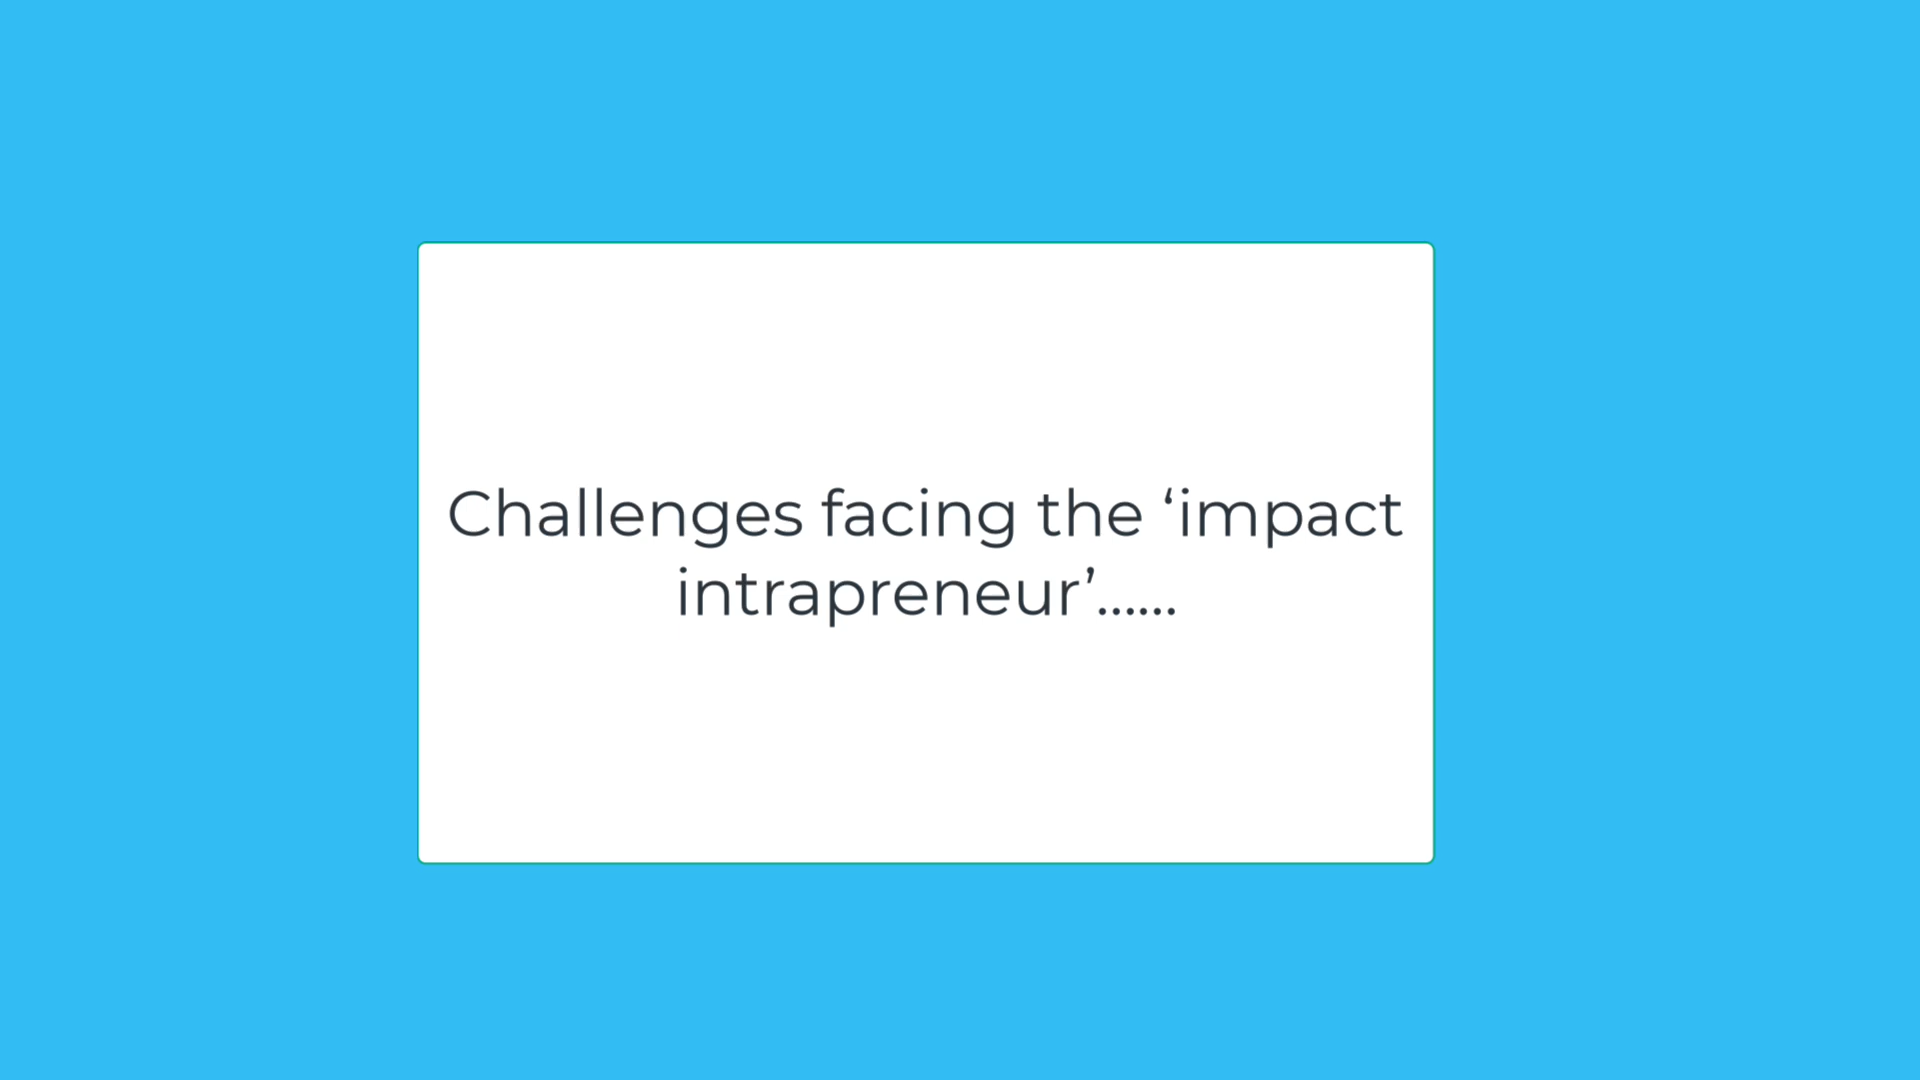 Challenges facing the ‘impact
intrapreneur’......